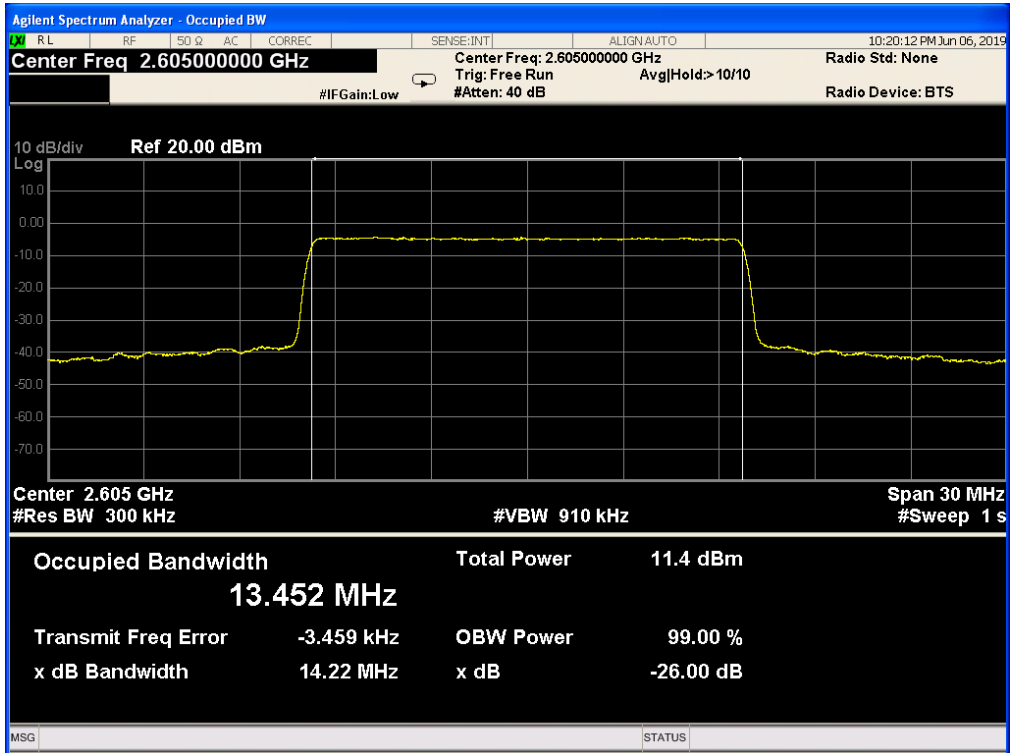 Agilent Spectrum Analyzer - Occupied BW
LXI RL RF 50 Ω AC CORREC SENSE:INT ALIGN AUTO 10:20:12 PM Jun 06, 2019
Center Freq 2.605000000 GHz Center Freq: 2.605000000 GHz Radio Std: None
Trig: Free Run Avg|Hold:>10/10
#IFGain:Low #Atten: 40 dB Radio Device: BTS
10 dB/div Ref 20.00 dBm
Log
10.0
0.00
-10.0
-20.0
-30.0
-40.0
-50.0
-60.0
-70.0
Center 2.605 GHz Span 30 MHz
#Res BW 300 kHz #VBW 910 kHz #Sweep 1 s
Occupied Bandwidth Total Power 11.4 dBm
13.452 MHz
Transmit Freq Error -3.459 kHz OBW Power 99.00 %
x dB Bandwidth 14.22 MHz x dB -26.00 dB
MSG STATUS